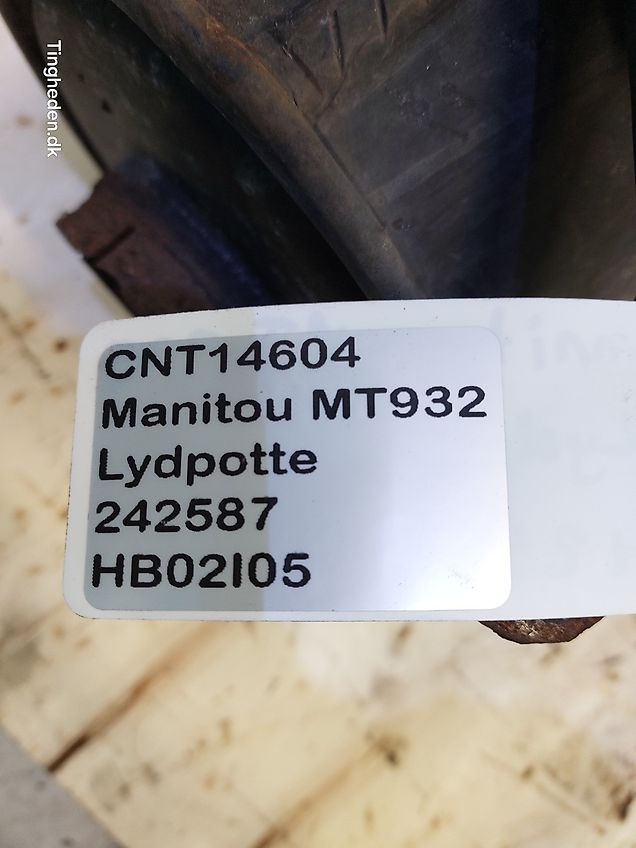 Tingheden.dk
CNT14604
Manitou MT932
Lydpotte
242587
HB02I05